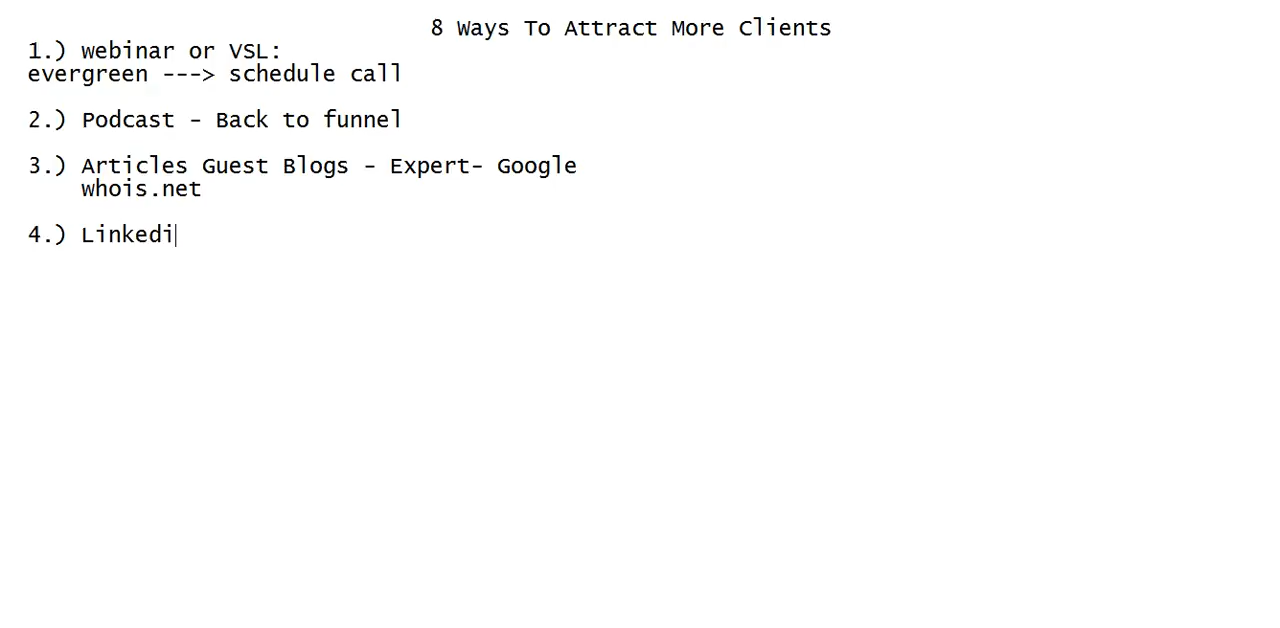 8 Ways To Attract More Clients
1.) webinar or VSL:
evergreen ---> schedule call
2.) Podcast - Back to funnel
3.) Articles Guest Blogs - Expert- Google
whois.net
4.) Linkedi